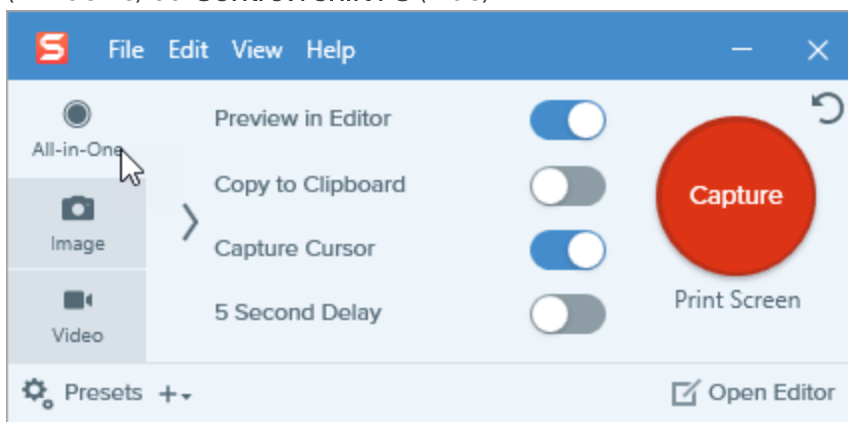 File Edit View Help
All-in-One
Image
Video
Preview in Editor
Copy to Clipboard
Capture Cursor
5 Second Delay
Capture
Print Screen
Presets
Open Editor